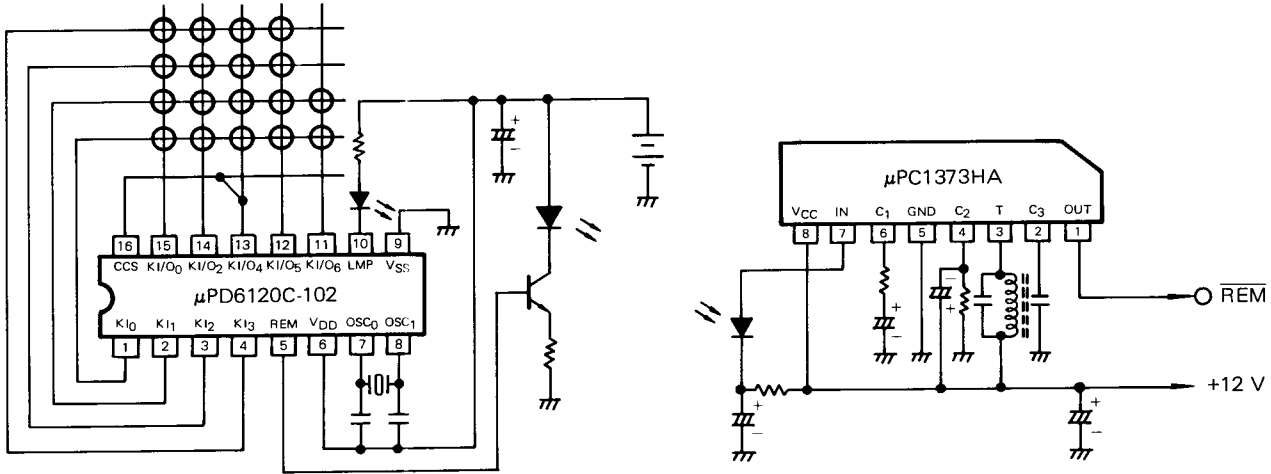 16 15 14 13 12 11 10 9
CCS KI/O₀ KI/O₂ KI/O₄ KI/O₅ KI/O₆ LMP VSS
μPD6120C-102
KI₀ KI₁ KI₂ KI₃ REM VDD OSC₀ OSC₁
1 2 3 4 5 6 7 8
+
−
μPC1373HA
VCC IN C₁ GND C₂ T C₃ OUT
8 7 6 5 4 3 2 1
R̅E̅M̅
−
+
+
−
+12 V
+
−
+
−